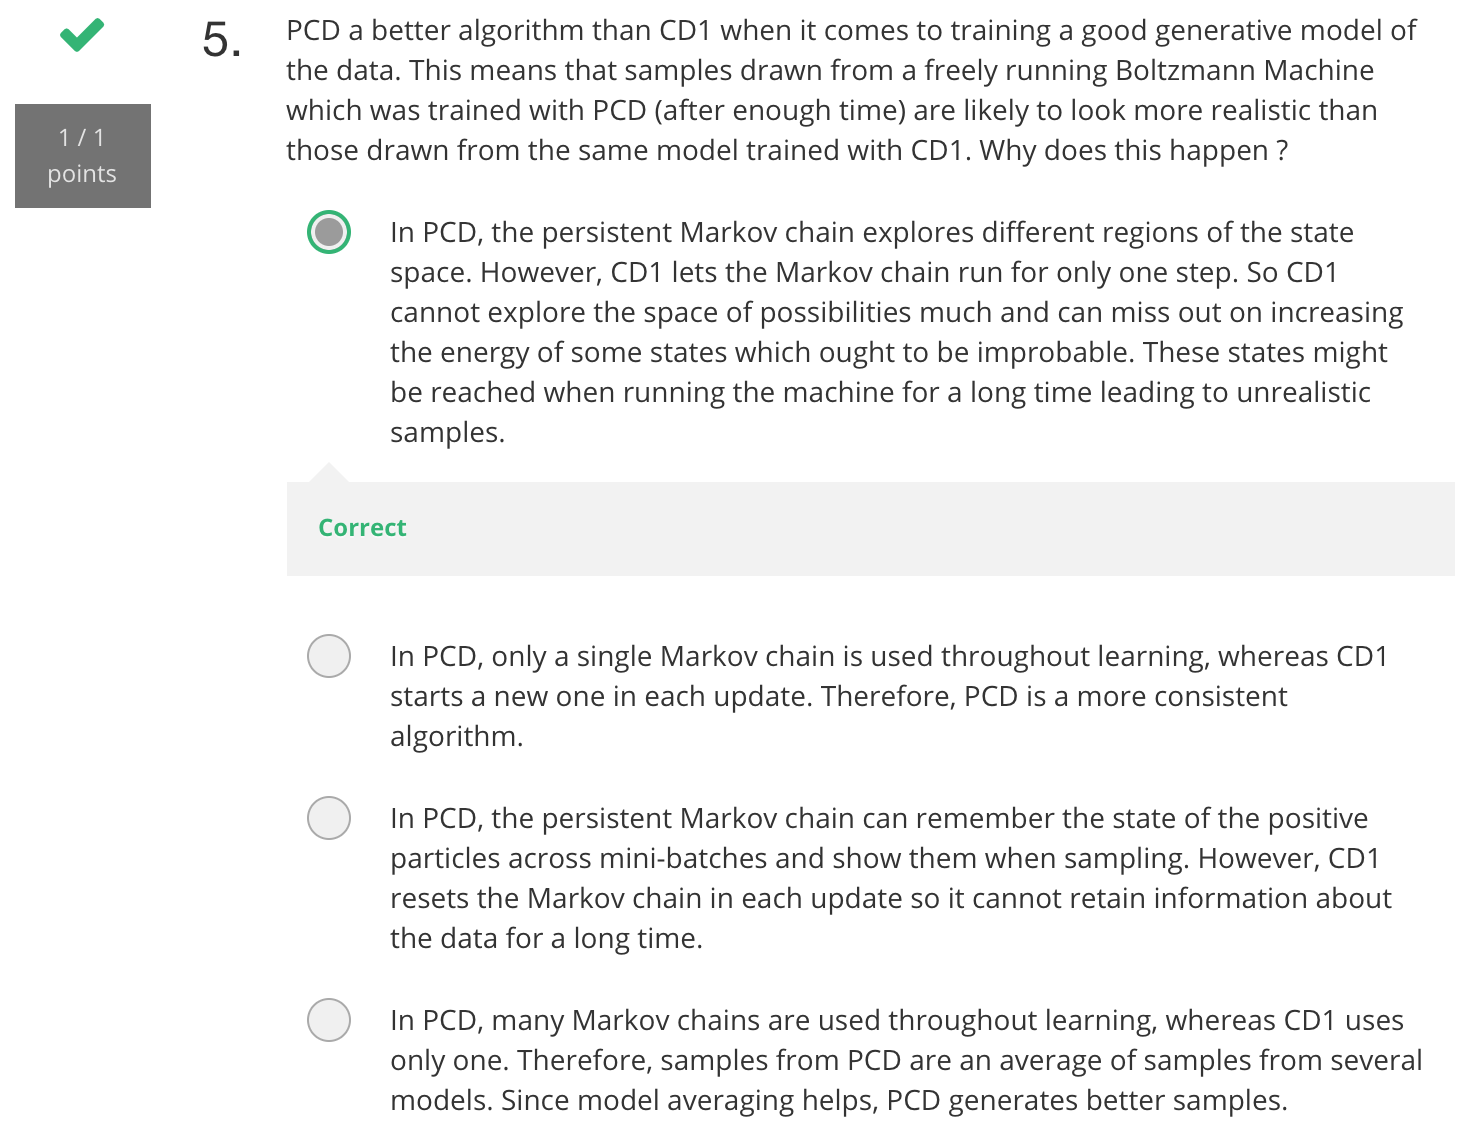 5.
PCD a better algorithm than CD1 when it comes to training a good generative model of
the data. This means that samples drawn from a freely running Boltzmann Machine
which was trained with PCD (after enough time) are likely to look more realistic than
those drawn from the same model trained with CD1. Why does this happen ?
1 / 1
points
In PCD, the persistent Markov chain explores different regions of the state
space. However, CD1 lets the Markov chain run for only one step. So CD1
cannot explore the space of possibilities much and can miss out on increasing
the energy of some states which ought to be improbable. These states might
be reached when running the machine for a long time leading to unrealistic
samples.
Correct
In PCD, only a single Markov chain is used throughout learning, whereas CD1
starts a new one in each update. Therefore, PCD is a more consistent
algorithm.
In PCD, the persistent Markov chain can remember the state of the positive
particles across mini-batches and show them when sampling. However, CD1
resets the Markov chain in each update so it cannot retain information about
the data for a long time.
In PCD, many Markov chains are used throughout learning, whereas CD1 uses
only one. Therefore, samples from PCD are an average of samples from several
models. Since model averaging helps, PCD generates better samples.